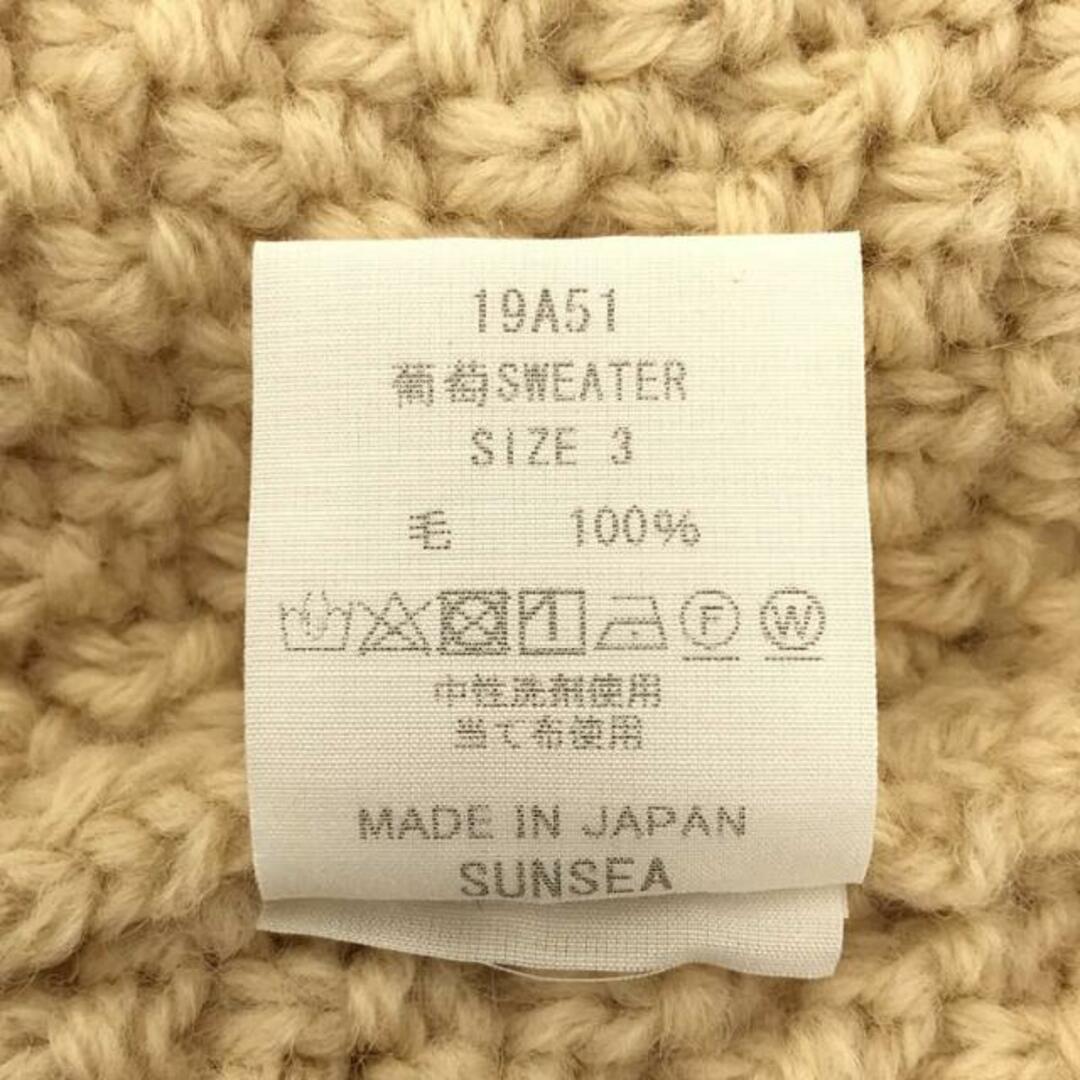 19A51
葡萄SWEATER
SIZE 3
毛 100%
F W
中性洗剤使用
当て布使用
MADE IN JAPAN
SUNSEA